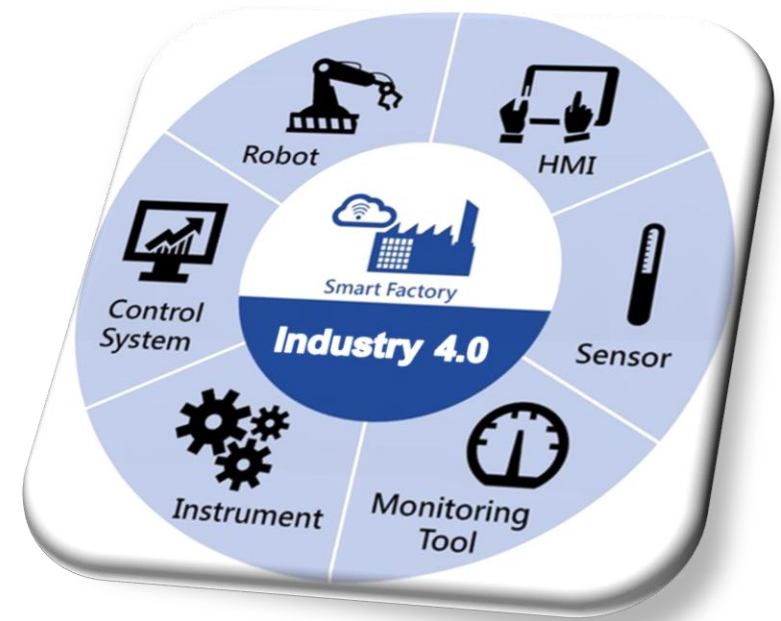 Robot
HMI
Smart Factory
Industry 4.0
Control
System
Sensor
Instrument
Monitoring
Tool